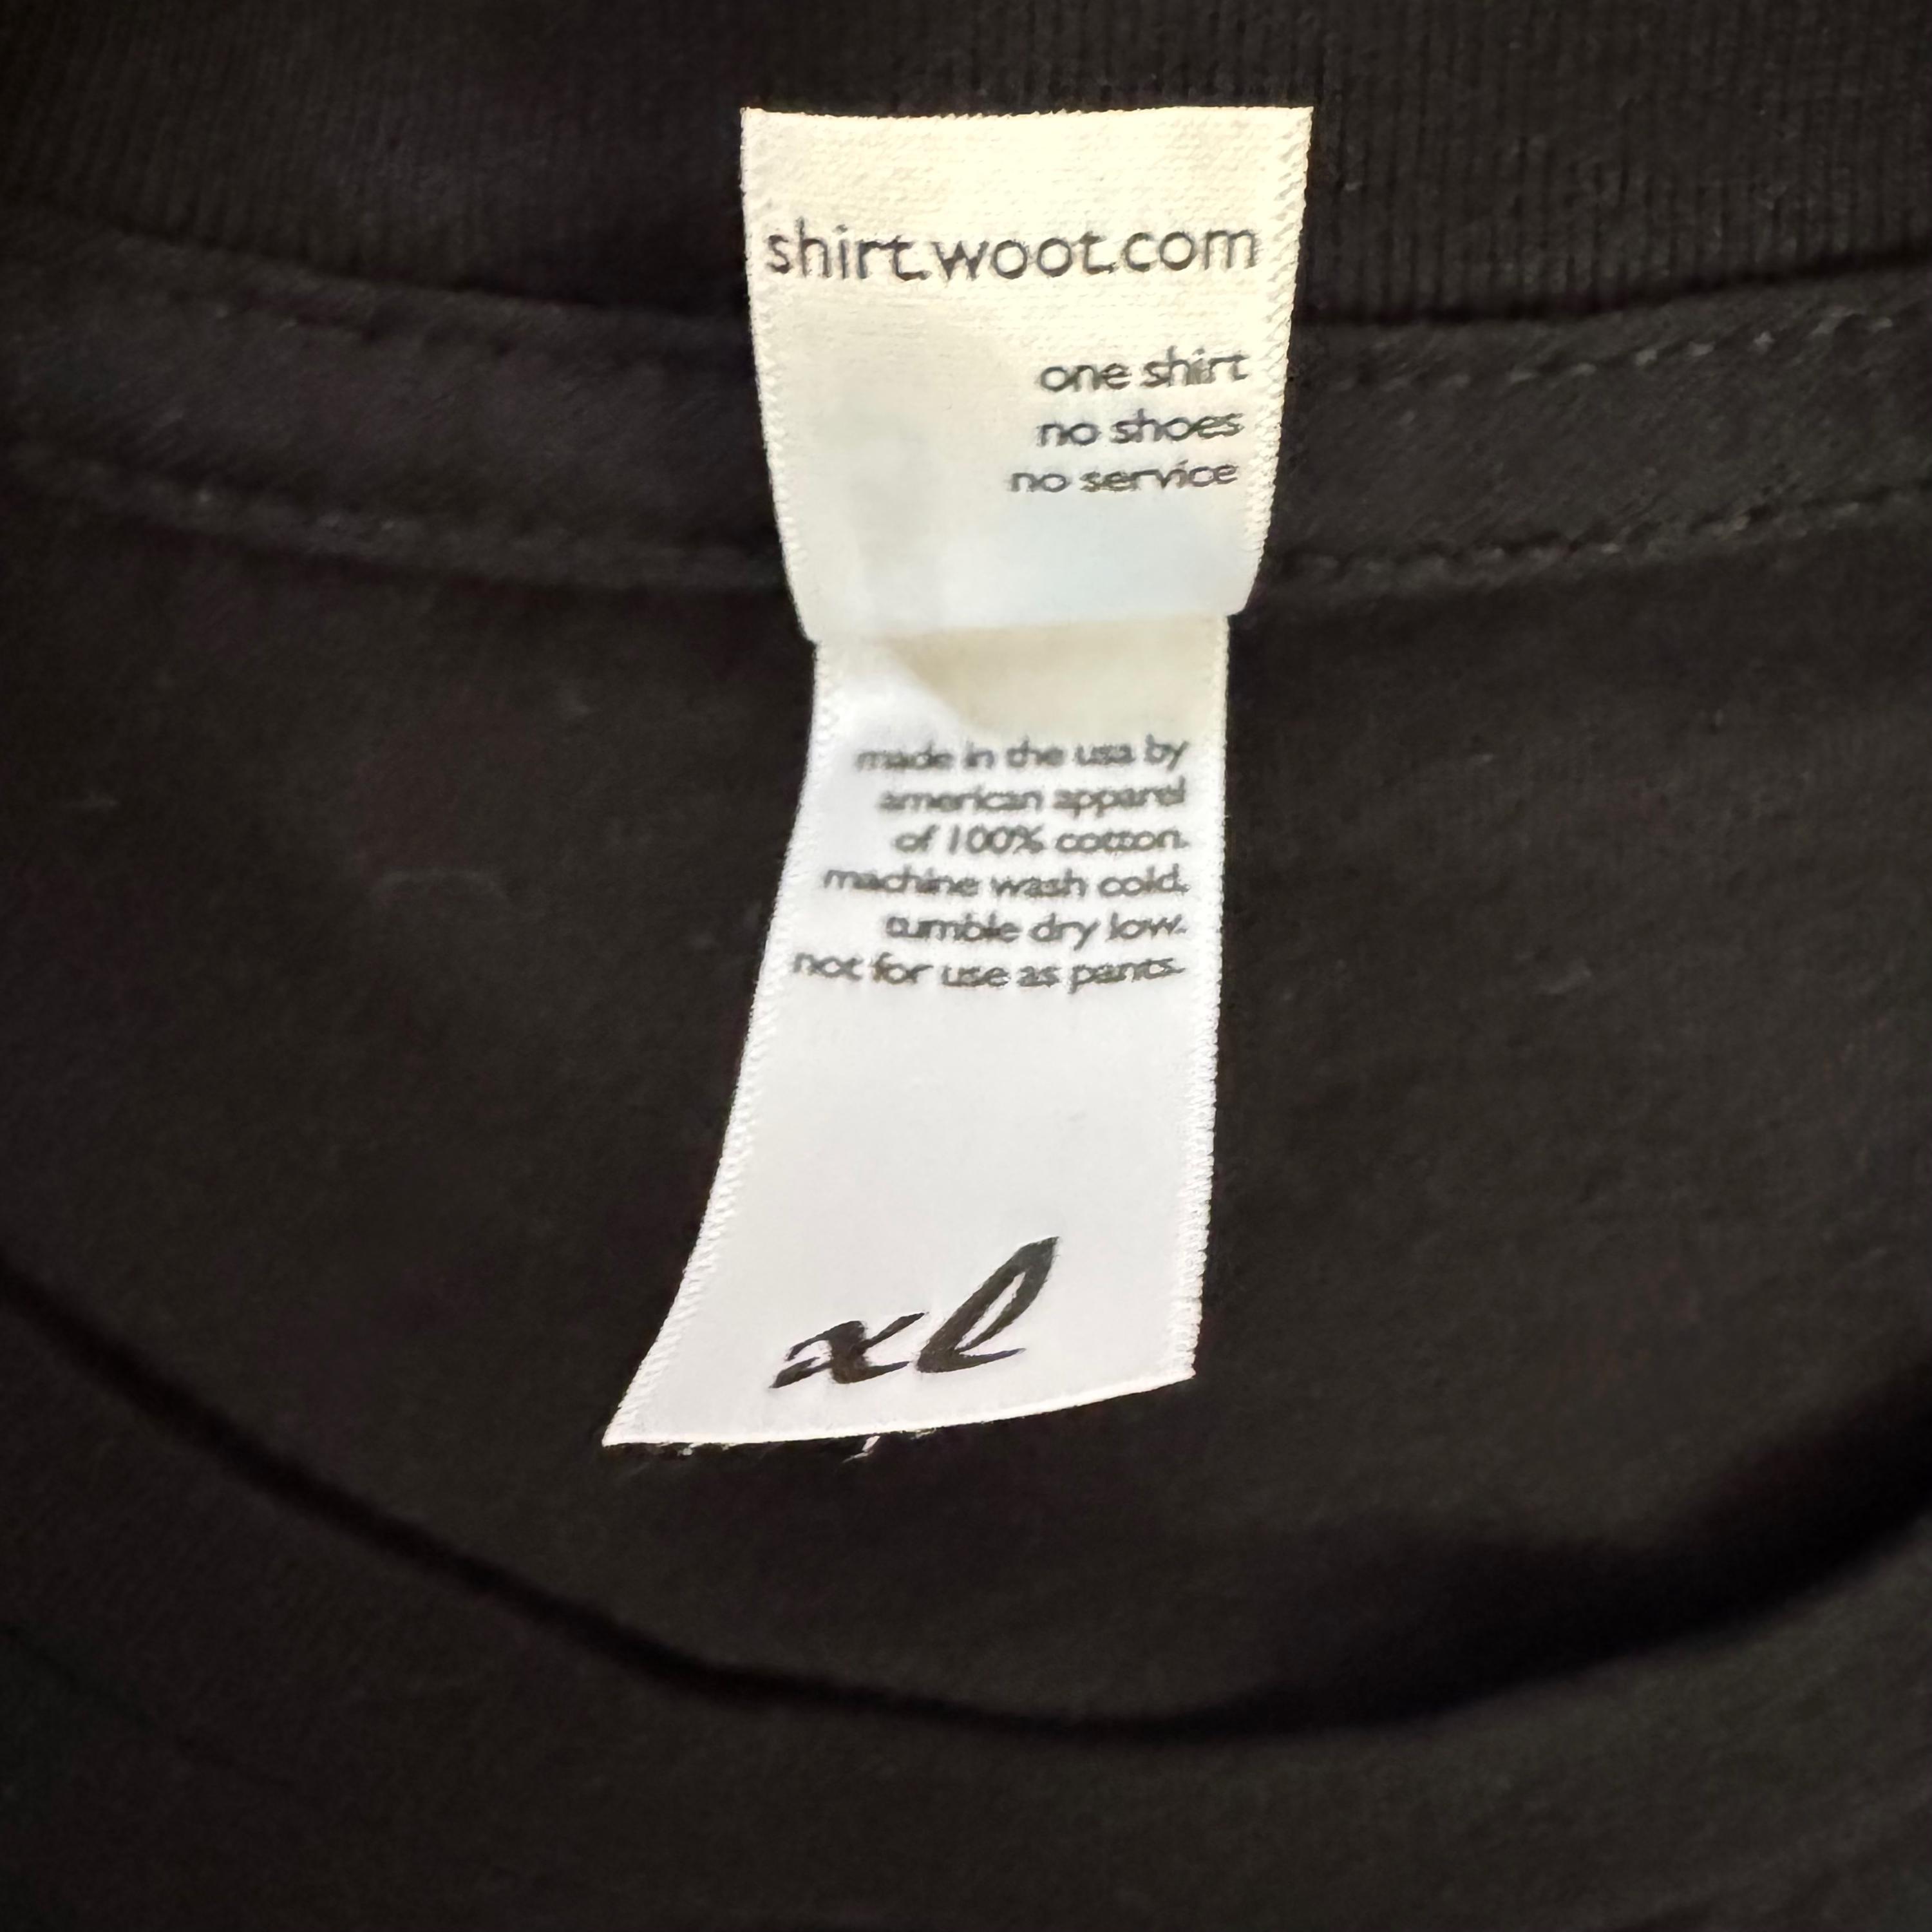 shirt.woot.com
one shirt
no shoes
no service
made in the usa by
american apparel
of 100% cotton.
machine wash cold.
tumble dry low.
not for use as pants.
xl